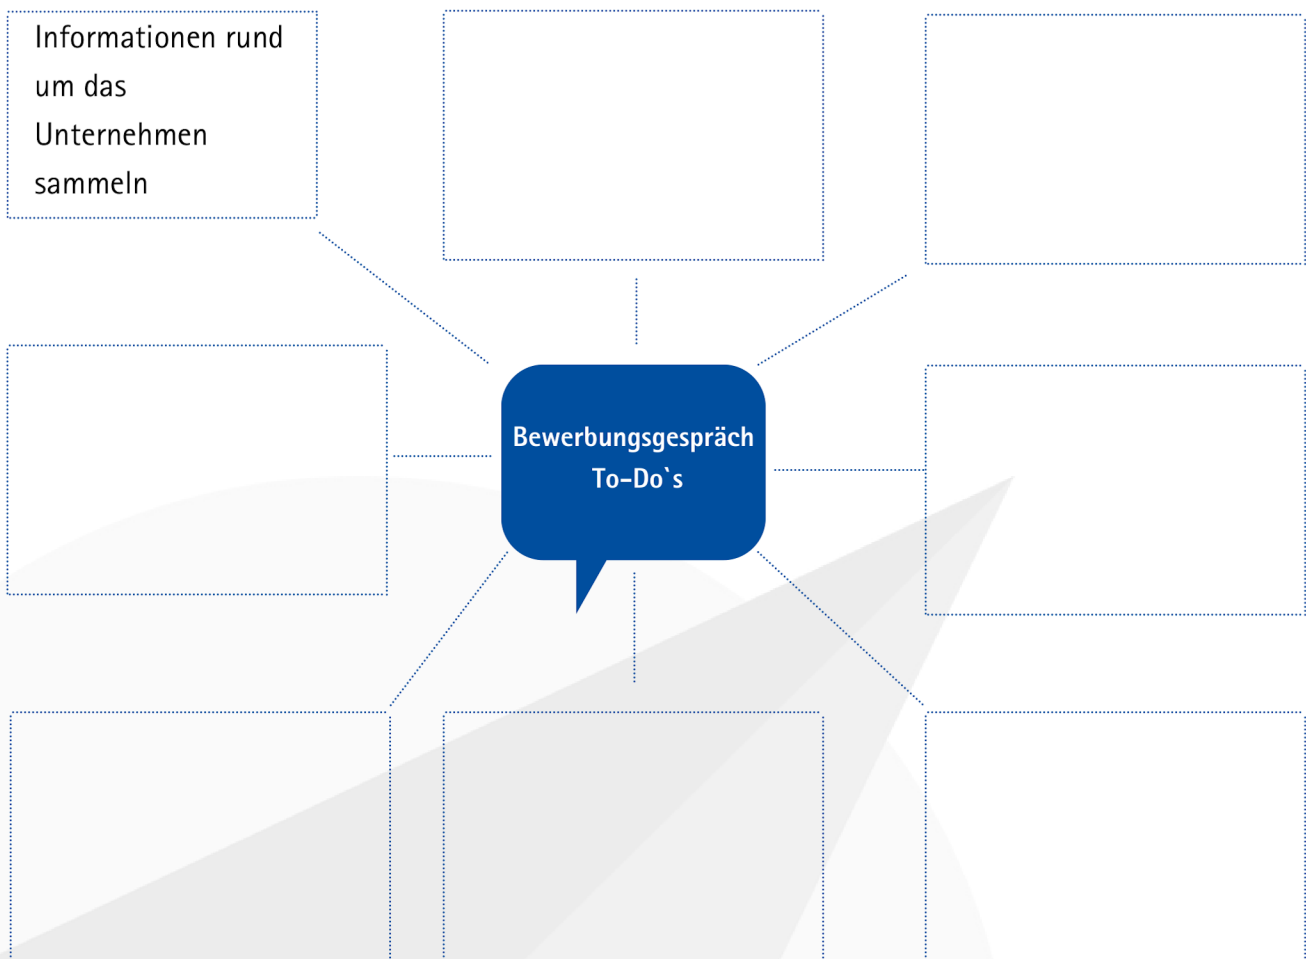 Informationen rund
um das
Unternehmen
sammeln
Bewerbungsgespräch
To-Do`s